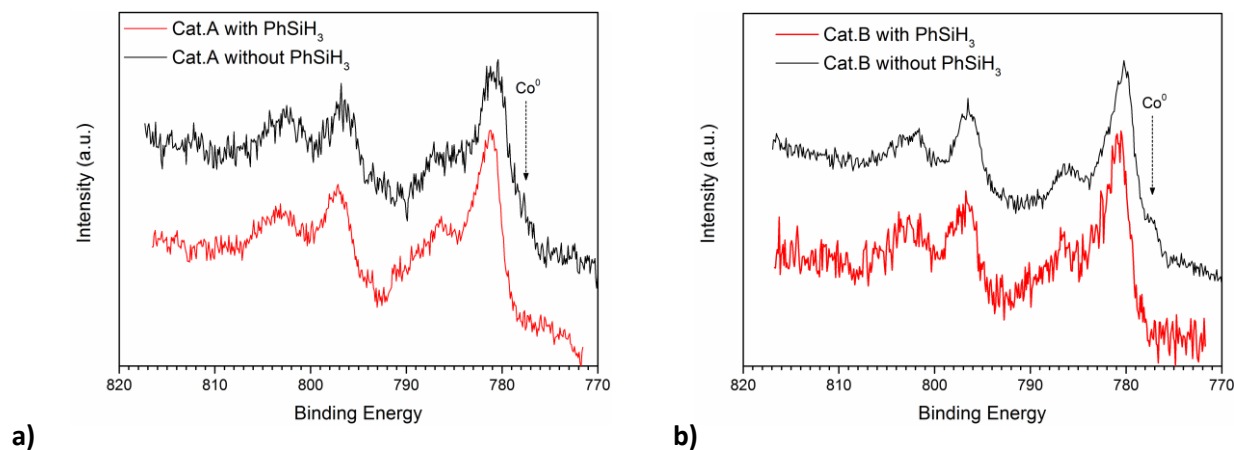 Cat.A with PhSiH₃
Cat.A without PhSiH₃
Co⁰
Intensity (a.u.)
820 810 800 790 780 770
Binding Energy
a)
Cat.B with PhSiH₃
Cat.B without PhSiH₃
Co⁰
Intensity (a.u.)
820 810 800 790 780 770
Binding Energy
b)